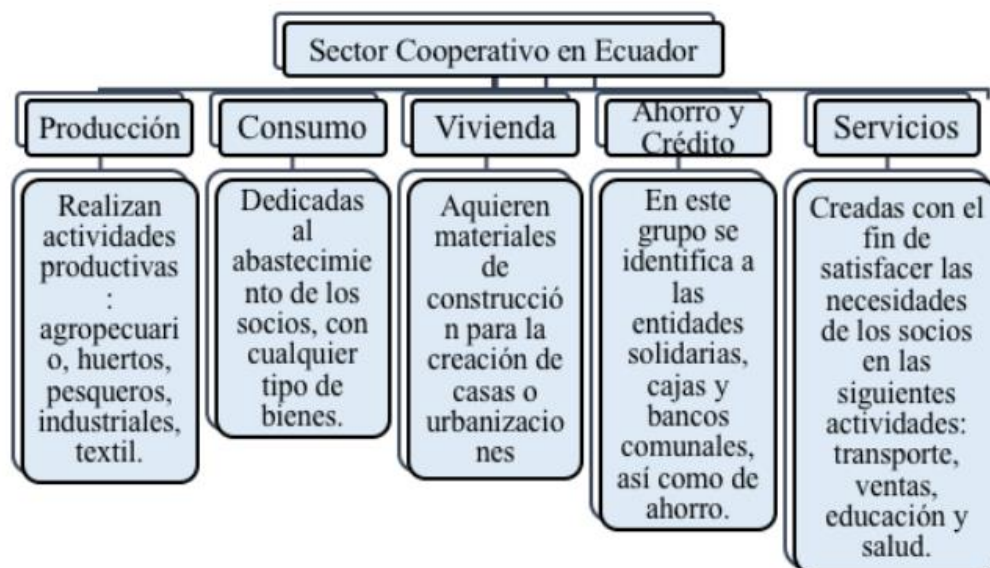 Sector Cooperativo en Ecuador
Producción
Realizan
actividades
productivas
:
agropecuari
o, huertos,
pesqueros,
industriales,
textil.
Consumo
Dedicadas
al
abastecimie
nto de los
socios, con
cualquier
tipo de
bienes.
Vivienda
Aquieren
materiales
de
construcció
n para la
creación de
casas o
urbanizacio
nes
Ahorro y
Crédito
En este
grupo se
identifica a
las
entidades
solidarias,
cajas y
bancos
comunales,
así como de
ahorro.
Servicios
Creadas con el
fin de
satisfacer las
necesidades
de los socios
en las
siguientes
actividades:
transporte,
ventas,
educación y
salud.